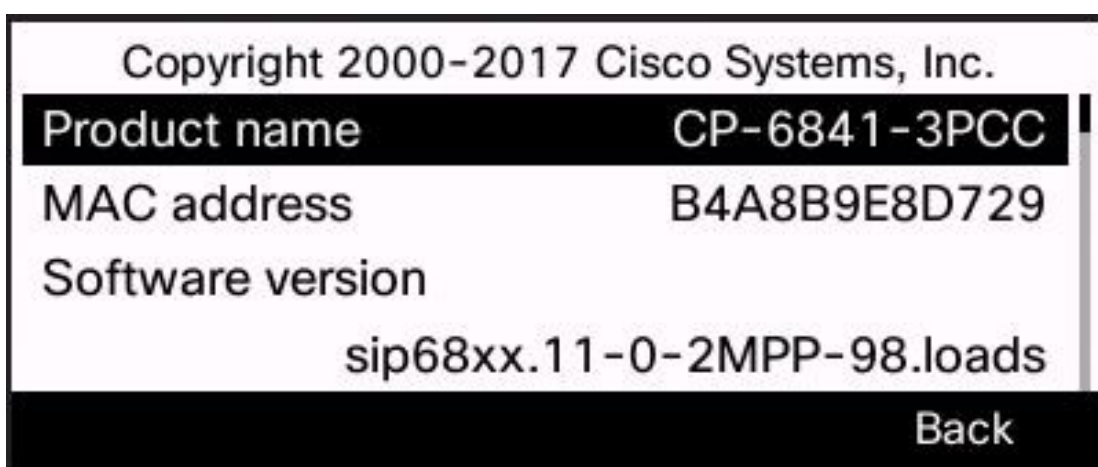 Copyright 2000-2017 Cisco Systems, Inc.
Product name CP-6841-3PCC
MAC address B4A8B9E8D729
Software version
sip68xx.11-0-2MPP-98.loads
Back